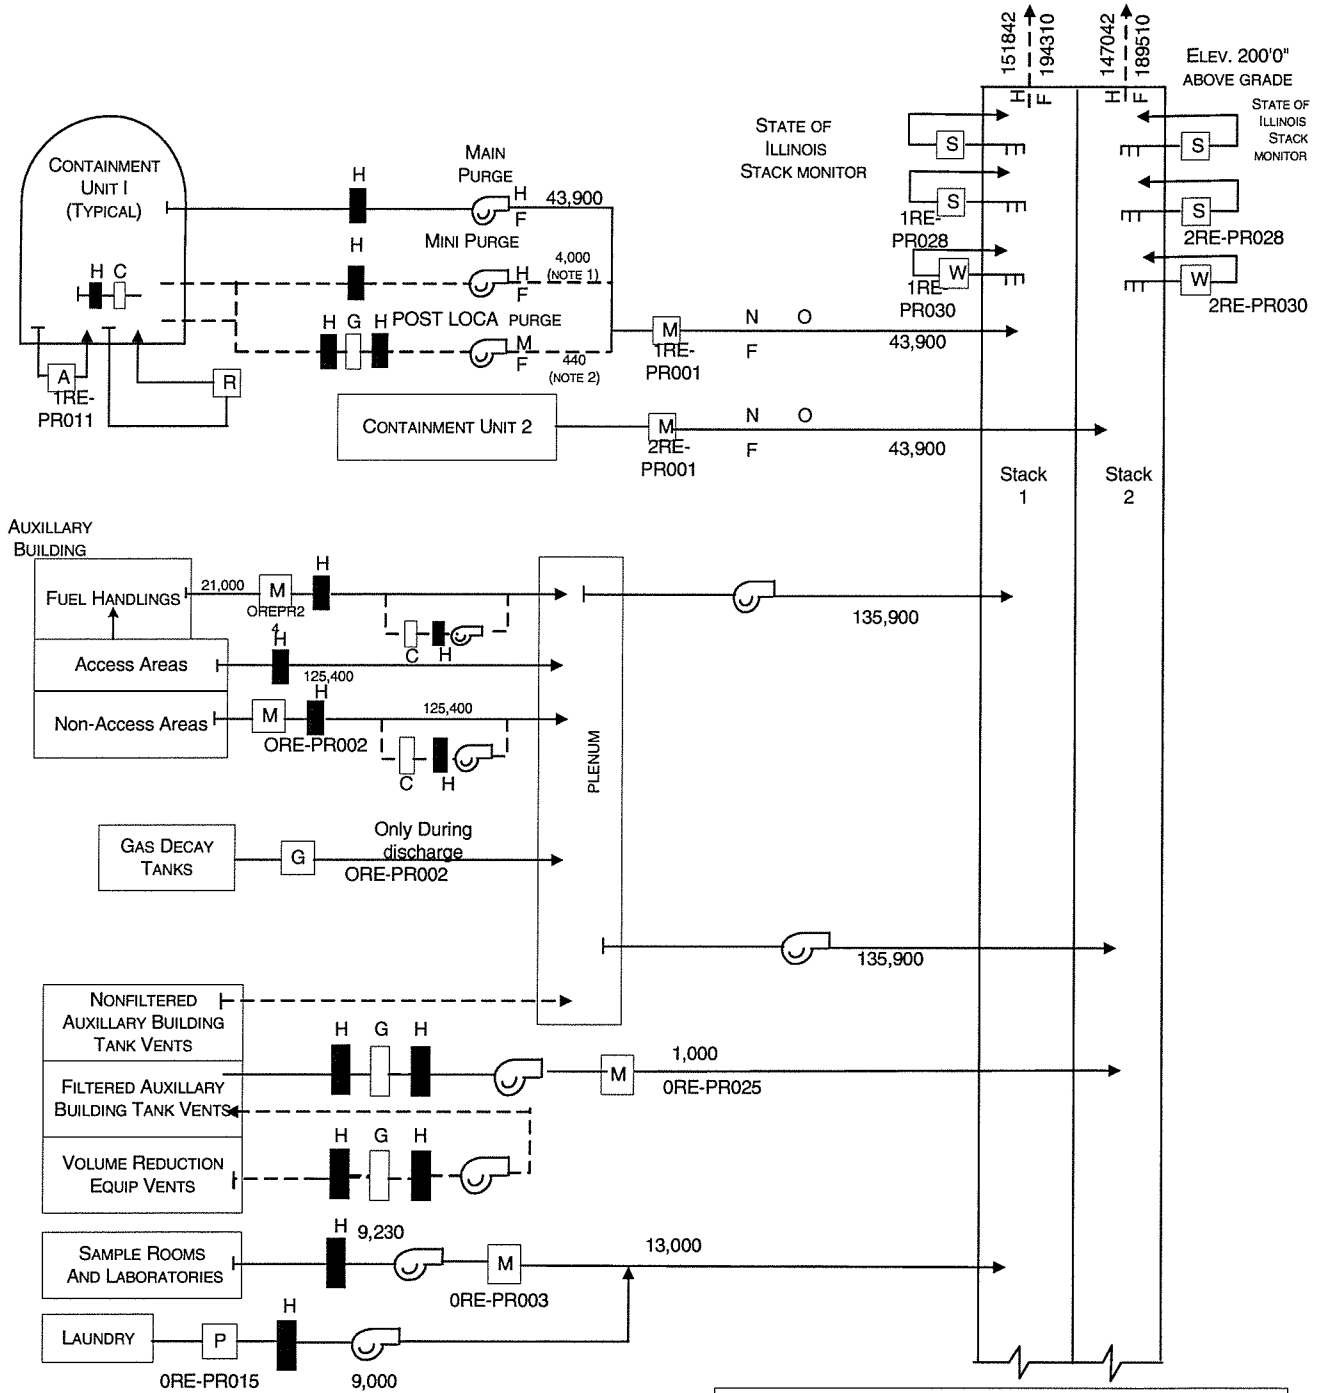 151842
194310
147042
189510
ELEV. 200'0"
ABOVE GRADE
H
F
H
F
STATE OF
ILLINOIS
STACK
MONITOR
STATE OF
ILLINOIS
STACK MONITOR
S
S
S
1RE-
PR028
S
2RE-PR028
W
1RE-
PR030
W
2RE-PR030
CONTAINMENT
UNIT I
(TYPICAL)
H
MAIN
PURGE
H
F
43,900
H
MINI PURGE
H
F
4,000
(NOTE 1)
H C
H G H
POST LOCA PURGE
M
F
440
(NOTE 2)
M
1RE-
PR001
N O
F
43,900
A
1RE-
PR011
R
CONTAINMENT UNIT 2
M
2RE-
PR001
N O
F
43,900
Stack
1
Stack
2
AUXILLARY
BUILDING
FUEL HANDLINGS
21,000
M
OREPR2
4
H
C H
135,900
Access Areas
H
125,400
Non-Access Areas
M
ORE-PR002
H
125,400
C H
PLENUM
GAS DECAY
TANKS
G
Only During
discharge
ORE-PR002
135,900
NONFILTERED
AUXILLARY BUILDING
TANK VENTS
H G H
FILTERED AUXILLARY
BUILDING TANK VENTS
M
1,000
0RE-PR025
H G H
VOLUME REDUCTION
EQUIP VENTS
SAMPLE ROOMS
AND LABORATORIES
H
9,230
M
0RE-PR003
13,000
LAUNDRY
P
0RE-PR015
H
9,000